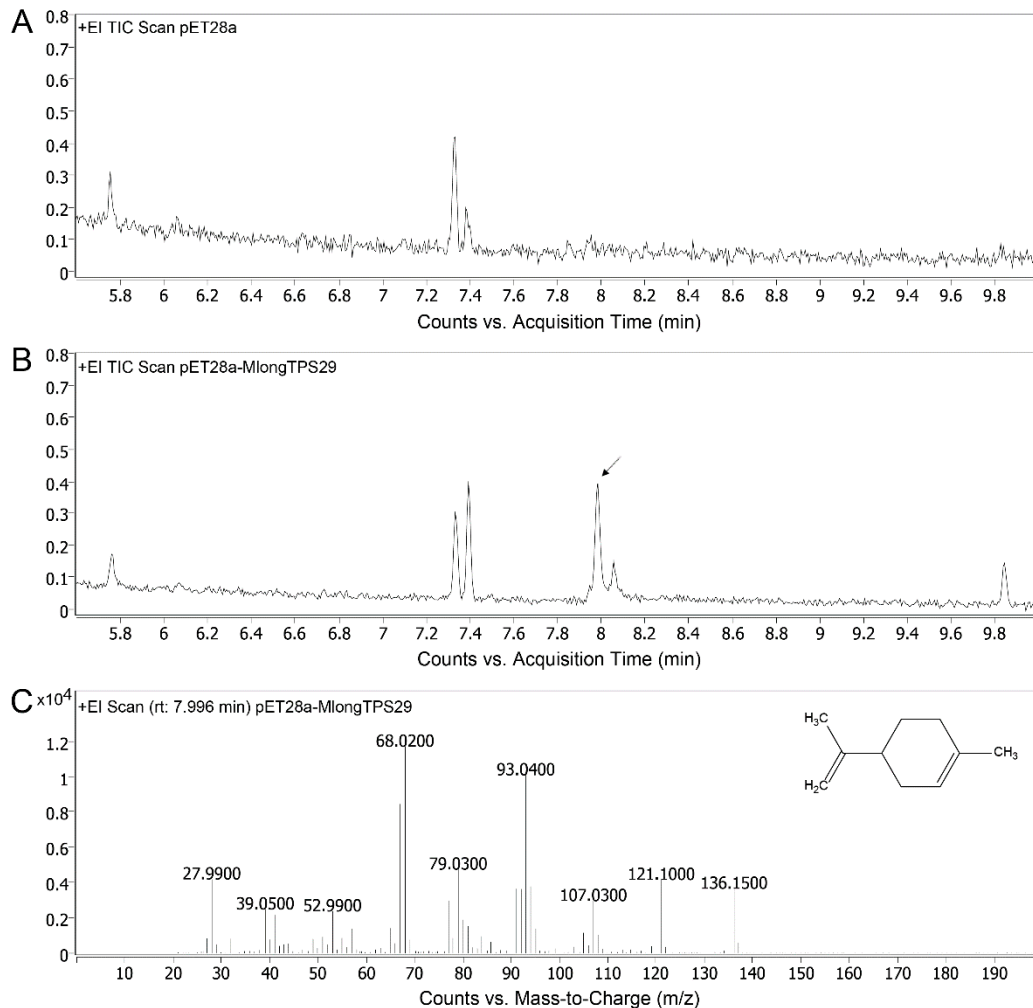 A
+EI TIC Scan pET28a
0.8
0.7
0.6
0.5
0.4
0.3
0.2
0.1
0
5.8 6 6.2 6.4 6.6 6.8 7 7.2 7.4 7.6 7.8 8 8.2 8.4 8.6 8.8 9 9.2 9.4 9.6 9.8
Counts vs. Acquisition Time (min)
B
+EI TIC Scan pET28a-MlongTPS29
0.8
0.7
0.6
0.5
0.4
0.3
0.2
0.1
0
5.8 6 6.2 6.4 6.6 6.8 7 7.2 7.4 7.6 7.8 8 8.2 8.4 8.6 8.8 9 9.2 9.4 9.6 9.8
Counts vs. Acquisition Time (min)
C
x10⁴
+EI Scan (rt: 7.996 min) pET28a-MlongTPS29
1.2
1
0.8
0.6
0.4
0.2
0
27.9900
39.0500
52.9900
68.0200
79.0300
93.0400
107.0300
121.1000
136.1500
H₃C
H₂C
CH₃
10 20 30 40 50 60 70 80 90 100 110 120 130 140 150 160 170 180 190
Counts vs. Mass-to-Charge (m/z)